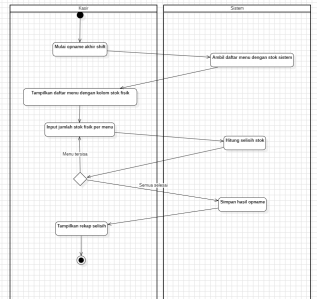 Kasir
Sistem
Mulai opname akhir shift
Ambil daftar menu dengan stok sistem
Tampilkan daftar menu dengan kolom stok fisik
Input jumlah stok fisik per menu
Hitung selisih stok
Menu tersisa
Semua selesai
Simpan hasil opname
Tampilkan rekap selisih